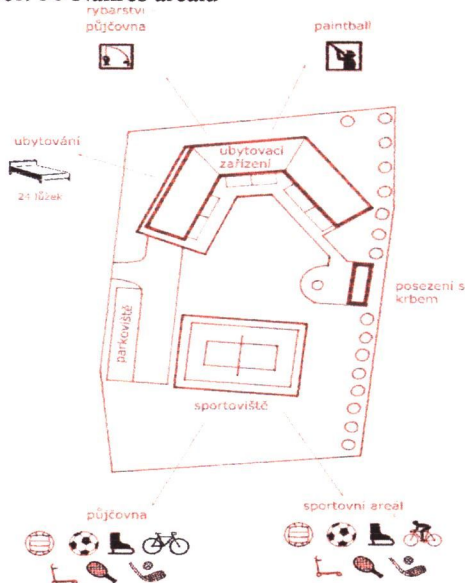 rybářství -
půjčovna
paintball
ubytování
24 lůžek
ubytovací
zařízení
posezení s
krbem
parkoviště
sportoviště
půjčovna
sportovní areál